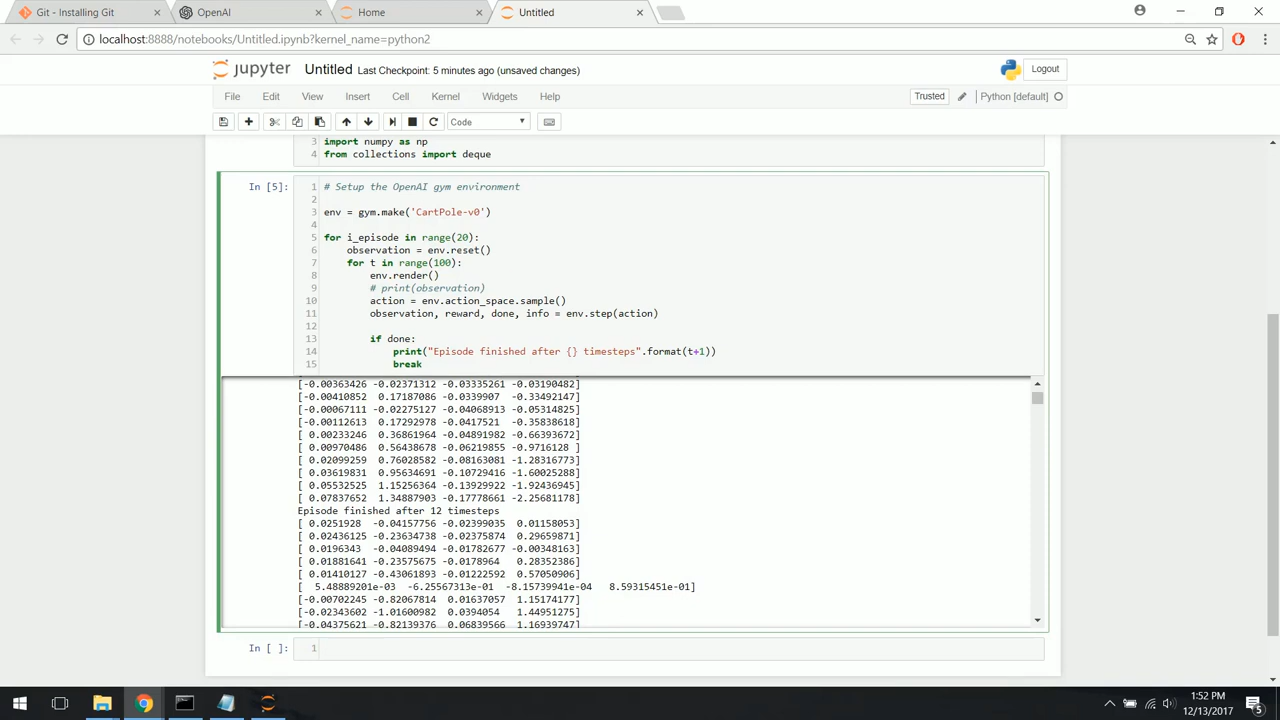 Git - Installing Git
OpenAI
Home
Untitled
localhost:8888/notebooks/Untitled.ipynb?kernel_name=python2
jupyter Untitled Last Checkpoint: 5 minutes ago (unsaved changes)
Logout
File Edit View Insert Cell Kernel Widgets Help
Trusted
Python [default]
Code
3 import numpy as np
4 from collections import deque
In [5]:
1 # Setup the OpenAI gym environment
2
3 env = gym.make('CartPole-v0')
4
5 for i_episode in range(20):
6 observation = env.reset()
7 for t in range(100):
8 env.render()
9 # print(observation)
10 action = env.action_space.sample()
11 observation, reward, done, info = env.step(action)
12
13 if done:
14 print("Episode finished after {} timesteps".format(t+1))
15 break
[-0.00363426 -0.02371312 -0.03335261 -0.03190482]
[-0.00410852 0.17187086 -0.0339907 -0.33492147]
[-0.00067111 -0.02275127 -0.04068913 -0.05314825]
[-0.00112613 0.17292978 -0.0417521 -0.35838618]
[ 0.00233246 0.36861964 -0.04891982 -0.66393672]
[ 0.00970486 0.56438678 -0.06219855 -0.9716128 ]
[ 0.02099259 0.76028582 -0.08163081 -1.28316773]
[ 0.03619831 0.95634691 -0.10729416 -1.60025288]
[ 0.05532525 1.15256364 -0.13929922 -1.92436945]
[ 0.07837652 1.34887903 -0.17778661 -2.25681178]
Episode finished after 12 timesteps
[ 0.0251928 -0.04157756 -0.02399035 0.01158053]
[ 0.02436125 -0.23634738 -0.02375874 0.29659871]
[ 0.0196343 -0.04089494 -0.01782677 -0.00348163]
[ 0.01881641 -0.23575675 -0.0178964 0.28352386]
[ 0.01410127 -0.43061893 -0.01222592 0.57050906]
[ 5.48889201e-03 -6.25567313e-01 -8.15739941e-04 8.59315451e-01]
[-0.00702245 -0.82067814 0.01637057 1.15174177]
[-0.02343602 -1.01600982 0.0394054 1.44951275]
[-0.04375621 -0.82139376 0.06839566 1.16939747]
In [ ]:
1
1:52 PM
12/13/2017
5